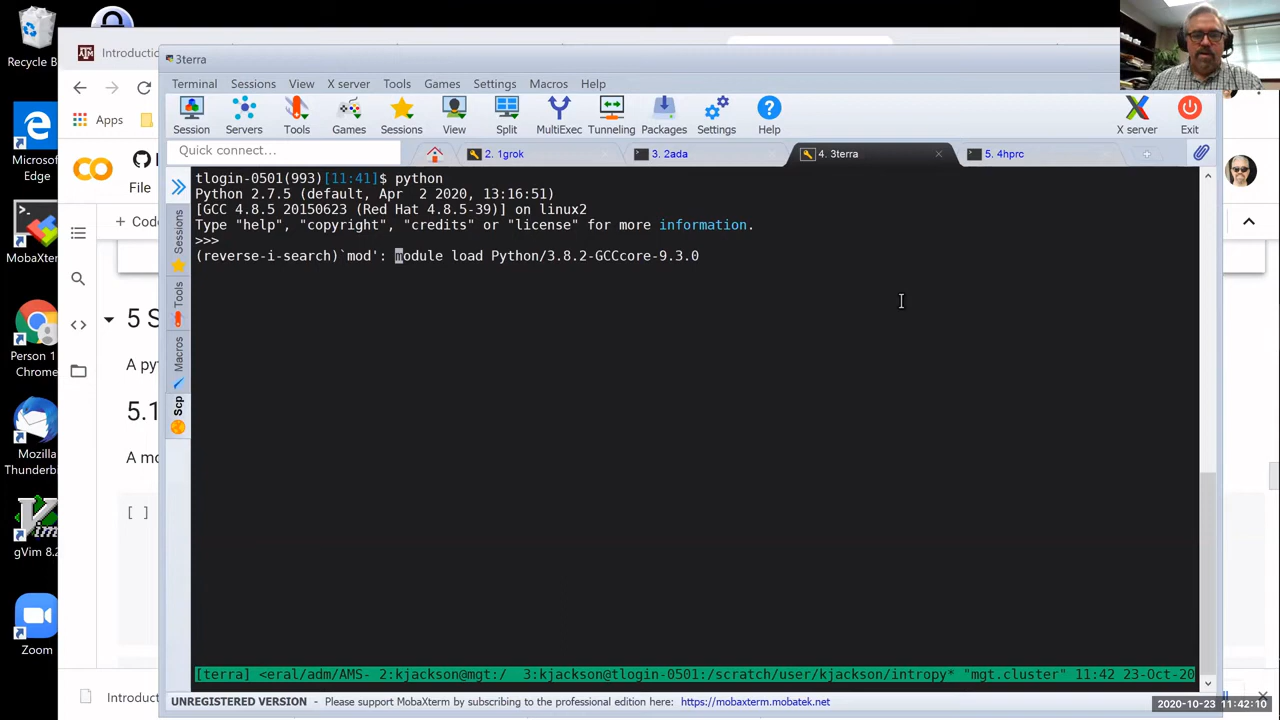 Recycle B
Introduction
3terra
Terminal Sessions View X server Tools Games Settings Macros Help
Session Servers Tools Games Sessions View Split MultiExec Tunneling Packages Settings Help X server Exit
Apps
Quick connect...
2. 1grok
3. 2ada
4. 3terra
5. 4hprc
Microsoft Edge
File
+ Code
MobaXterm
Person 1 Chrome
Mozilla Thunderbi
gVim 8.2
Zoom
Sessions
Tools
Macros
Scp
tlogin-0501(993)[11:41]$ python
Python 2.7.5 (default, Apr  2 2020, 13:16:51)
[GCC 4.8.5 20150623 (Red Hat 4.8.5-39)] on linux2
Type "help", "copyright", "credits" or "license" for more information.
>>>
(reverse-i-search)`mod': module load Python/3.8.2-GCCcore-9.3.0
5 S
A pyt
5.1
A mo
[ ]
[terra] <eral/adm/AMS- 2:kjackson@mgt:~ 3:kjackson@tlogin-0501:/scratch/user/kjackson/intropy* "mgt.cluster" 11:42 23-Oct-20
UNREGISTERED VERSION - Please support MobaXterm by subscribing to the professional edition here: https://mobaxterm.mobatek.net
Introduct
2020-10-23 11:42:10